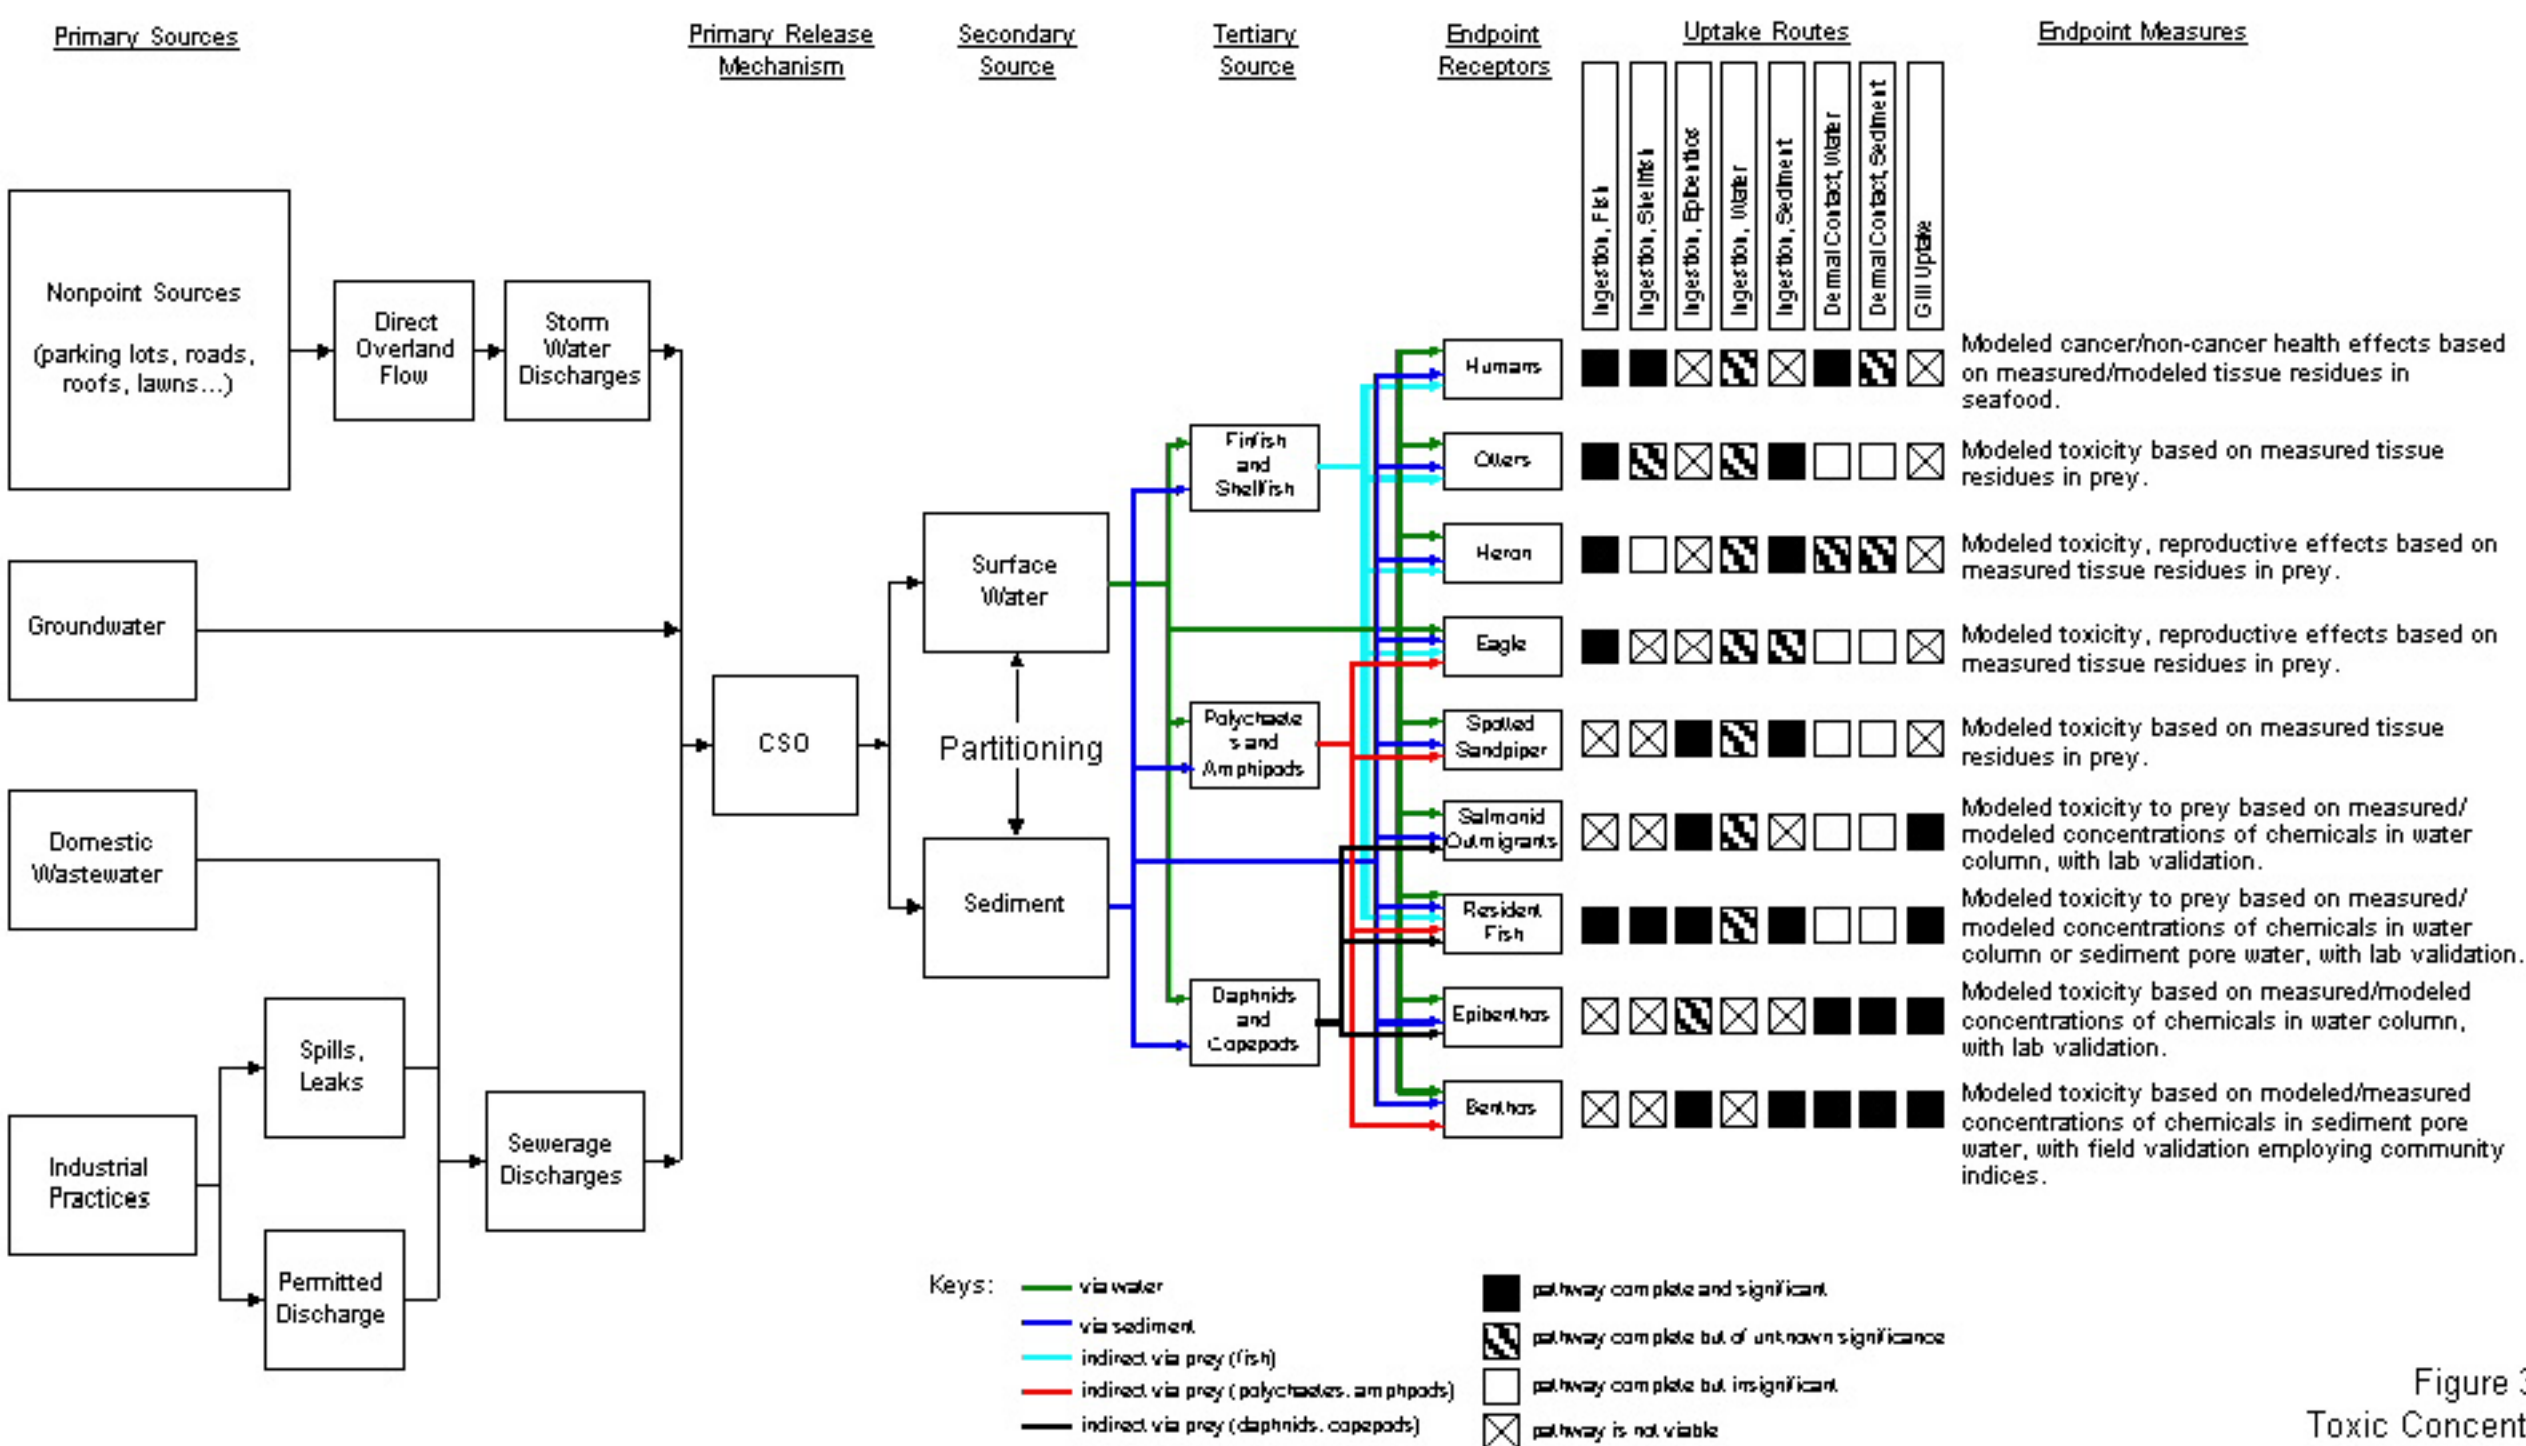 Primary Sources
Primary Release
Mechanism
Secondary
Source
Tertiary
Source
Endpoint
Receptors
Uptake Routes
Endpoint Measures
Ingestion, Fish
Ingestion, Shellfish
Ingestion, Epibenthos
Ingestion, Water
Ingestion, Sediment
Dermal Contact, Water
Dermal Contact, Sediment
Gill Uptake
Nonpoint Sources
(parking lots, roads,
roofs, lawns...)
Direct
Overland
Flow
Storm
Water
Discharges
Groundwater
Domestic
Wastewater
Industrial
Practices
Spills,
Leaks
Permitted
Discharge
Sewerage
Discharges
CSO
Surface
Water
Partitioning
Sediment
Finfish
and
Shellfish
Polychaete
s and
Amphipods
Daphnids
and
Copepods
Humans
Modeled cancer/non-cancer health effects based
on measured/modeled tissue residues in
seafood.
Otters
Modeled toxicity based on measured tissue
residues in prey.
Heron
Modeled toxicity, reproductive effects based on
measured tissue residues in prey.
Eagle
Modeled toxicity, reproductive effects based on
measured tissue residues in prey.
Spotted
Sandpiper
Modeled toxicity based on measured tissue
residues in prey.
Salmonid
Outmigrants
Modeled toxicity to prey based on measured/
modeled concentrations of chemicals in water
column, with lab validation.
Resident
Fish
Modeled toxicity to prey based on measured/
modeled concentrations of chemicals in water
column or sediment pore water, with lab validation.
Epibenthos
Modeled toxicity based on measured/modeled
concentrations of chemicals in water column,
with lab validation.
Benthos
Modeled toxicity based on modeled/measured
concentrations of chemicals in sediment pore
water, with field validation employing community
indices.
Keys:
via water
via sediment
indirect via prey (fish)
indirect via prey (polychaetes, amphpods)
indirect via prey (daphnids, copepods)
pathway complete and significant
pathway complete but of unknown significance
pathway complete but insignificant
pathway is not viable
Figure 3
Toxic Concent